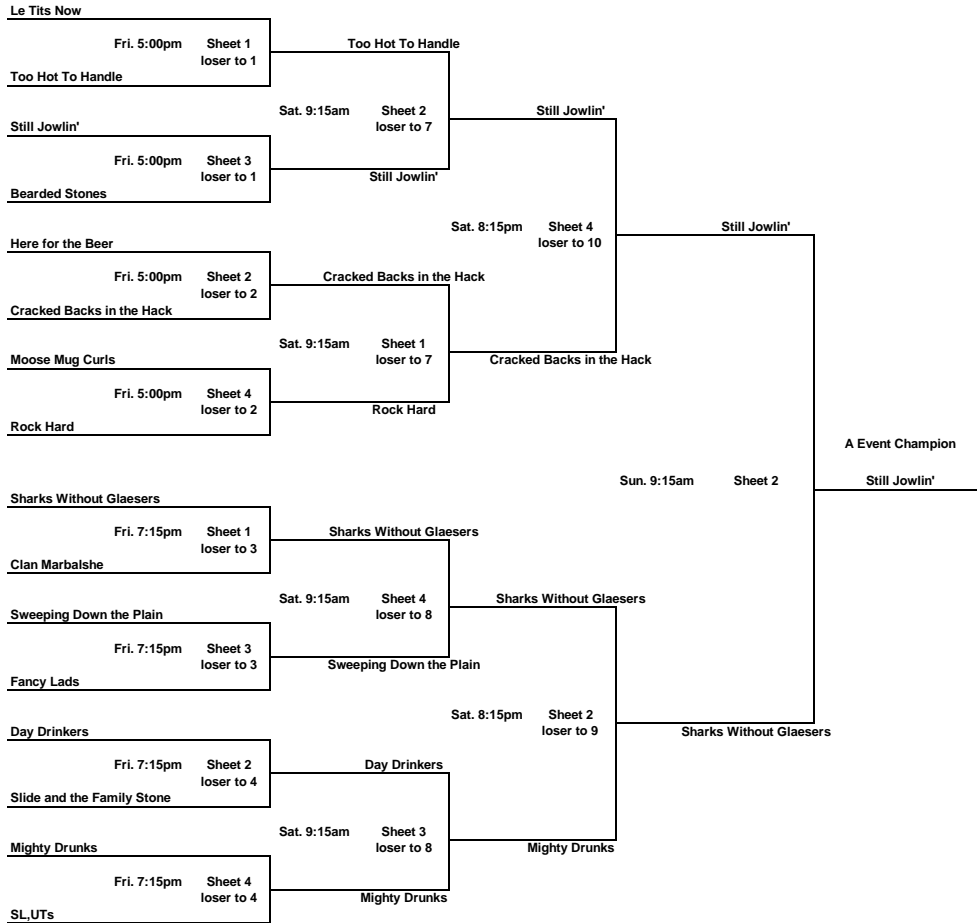 Le Tits Now
Fri. 5:00pm Sheet 1 Too Hot To Handle
loser to 1
Too Hot To Handle
Sat. 9:15am Sheet 2 Still Jowlin'
loser to 7
Still Jowlin'
Fri. 5:00pm Sheet 3
loser to 1 Still Jowlin'
Bearded Stones
Sat. 8:15pm Sheet 4 Still Jowlin'
loser to 10
Here for the Beer
Fri. 5:00pm Sheet 2 Cracked Backs in the Hack
loser to 2
Cracked Backs in the Hack
Sat. 9:15am Sheet 1
loser to 7 Cracked Backs in the Hack
Moose Mug Curls
Fri. 5:00pm Sheet 4
loser to 2 Rock Hard
Rock Hard
A Event Champion
Sun. 9:15am Sheet 2 Still Jowlin'
Sharks Without Glaesers
Fri. 7:15pm Sheet 1 Sharks Without Glaesers
loser to 3
Clan Marbalshe
Sat. 9:15am Sheet 4 Sharks Without Glaesers
loser to 8
Sweeping Down the Plain
Fri. 7:15pm Sheet 3
loser to 3 Sweeping Down the Plain
Fancy Lads
Sat. 8:15pm Sheet 2
loser to 9 Sharks Without Glaesers
Day Drinkers
Fri. 7:15pm Sheet 2 Day Drinkers
loser to 4
Slide and the Family Stone
Sat. 9:15am Sheet 3
loser to 8 Mighty Drunks
Mighty Drunks
Fri. 7:15pm Sheet 4
loser to 4 Mighty Drunks
SL,UTs